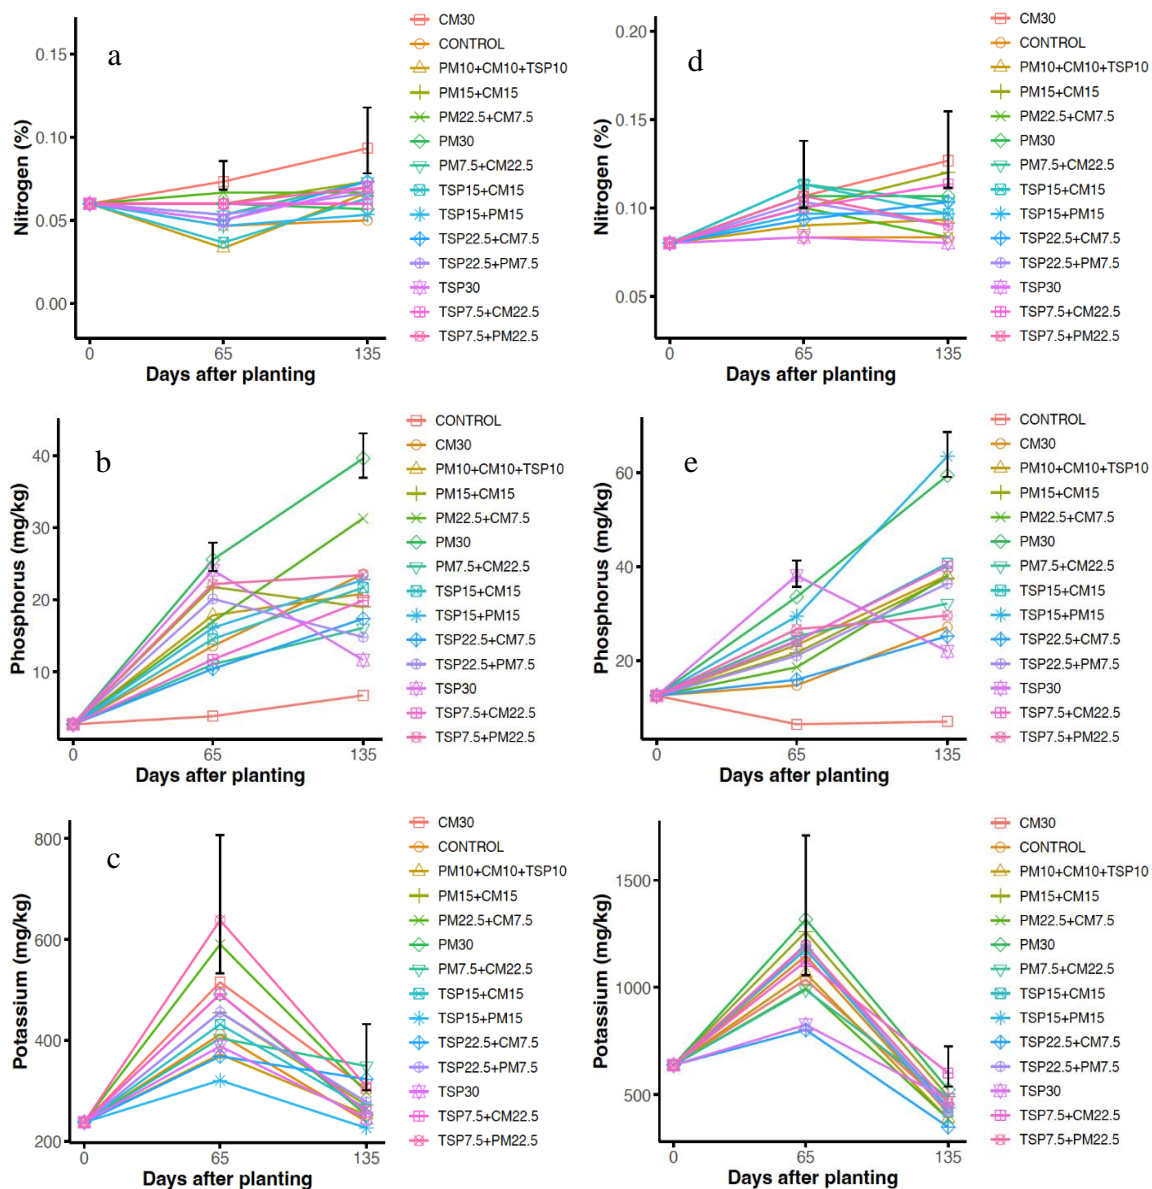 a
Nitrogen (%)
0.15
0.10
0.05
0.00
0
65
135
Days after planting
CM30
CONTROL
PM10+CM10+TSP10
PM15+CM15
PM22.5+CM7.5
PM30
PM7.5+CM22.5
TSP15+CM15
TSP15+PM15
TSP22.5+CM7.5
TSP22.5+PM7.5
TSP30
TSP7.5+CM22.5
TSP7.5+PM22.5
d
Nitrogen (%)
0.20
0.15
0.10
0.05
0
65
135
Days after planting
CM30
CONTROL
PM10+CM10+TSP10
PM15+CM15
PM22.5+CM7.5
PM30
PM7.5+CM22.5
TSP15+CM15
TSP15+PM15
TSP22.5+CM7.5
TSP22.5+PM7.5
TSP30
TSP7.5+CM22.5
TSP7.5+PM22.5
b
Phosphorus (mg/kg)
40
30
20
10
0
65
135
Days after planting
CONTROL
CM30
PM10+CM10+TSP10
PM15+CM15
PM22.5+CM7.5
PM30
PM7.5+CM22.5
TSP15+CM15
TSP15+PM15
TSP22.5+CM7.5
TSP22.5+PM7.5
TSP30
TSP7.5+CM22.5
TSP7.5+PM22.5
e
Phosphorus (mg/kg)
60
40
20
0
65
135
Days after planting
CONTROL
CM30
PM10+CM10+TSP10
PM15+CM15
PM22.5+CM7.5
PM30
PM7.5+CM22.5
TSP15+CM15
TSP15+PM15
TSP22.5+CM7.5
TSP22.5+PM7.5
TSP30
TSP7.5+CM22.5
TSP7.5+PM22.5
c
Potassium (mg/kg)
800
600
400
200
0
65
135
Days after planting
CM30
CONTROL
PM10+CM10+TSP10
PM15+CM15
PM22.5+CM7.5
PM30
PM7.5+CM22.5
TSP15+CM15
TSP15+PM15
TSP22.5+CM7.5
TSP22.5+PM7.5
TSP30
TSP7.5+CM22.5
TSP7.5+PM22.5
Potassium (mg/kg)
1500
1000
500
0
65
135
Days after planting
CM30
CONTROL
PM10+CM10+TSP10
PM15+CM15
PM22.5+CM7.5
PM30
PM7.5+CM22.5
TSP15+CM15
TSP15+PM15
TSP22.5+CM7.5
TSP22.5+PM7.5
TSP30
TSP7.5+CM22.5
TSP7.5+PM22.5